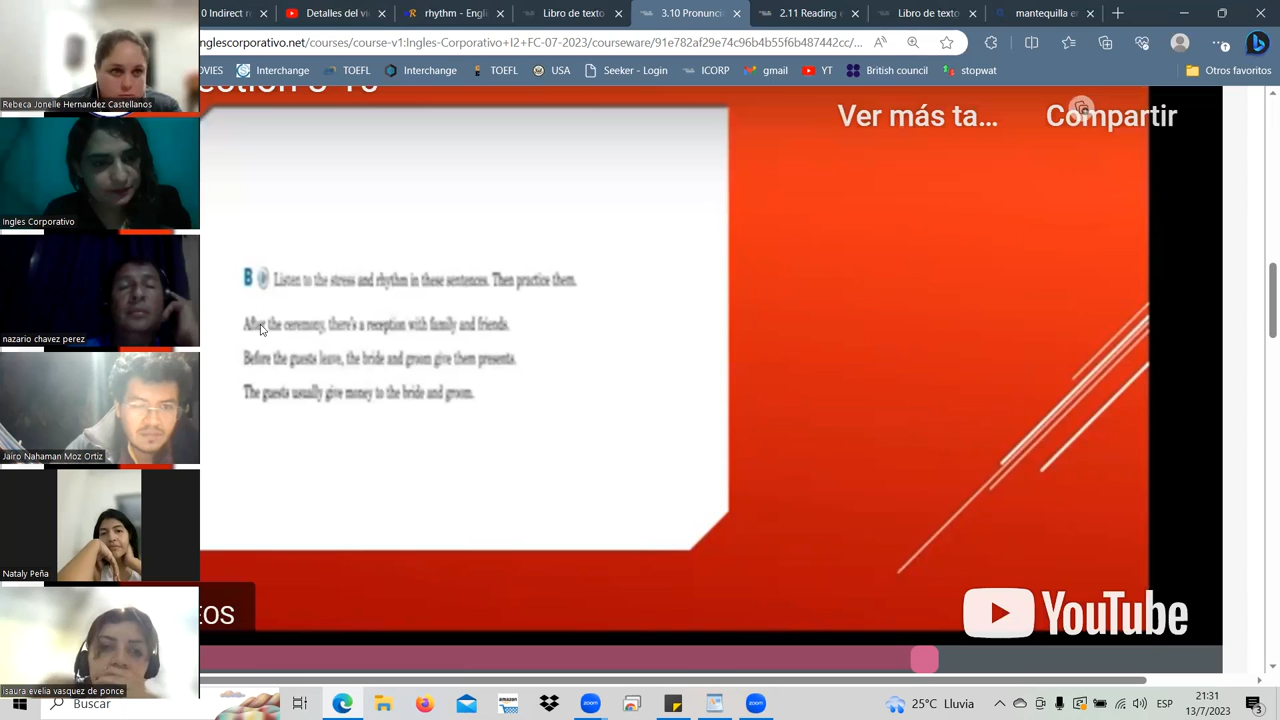 0 Indirect r
Detalles del vi
rhythm - Engl
Libro de texto
3.10 Pronunci
2.11 Reading
Libro de texto
mantequilla e
nglescorporativo.net/courses/course-v1:Ingles-Corporativo+I2+FC-07-2023/courseware/91e782af29e74c96b4b55f6b487442cc/...
OVIES
Interchange
TOEFL
Interchange
TOEFL
USA
Seeker - Login
ICORP
gmail
YT
British council
stopwat
Otros favoritos
Ver más ta...
Compartir
Rebeca Jonelle Hernandez Castellanos
Ingles Corporativo
nazario chavez perez
Jairo Nahaman Moz Ortiz
Nataly Peña
isaura evelia vasquez de ponce
B Listen to the stress and rhythm in these sentences. Then practice them.
After the ceremony, there's a reception with family and friends.
Before the guests leave, the bride and groom give them presents.
The guests usually give money to the bride and groom.
EOS
YouTube
Buscar
amazon
zoom
zoom
25°C Lluvia
ESP
21:31
13/7/2023
3